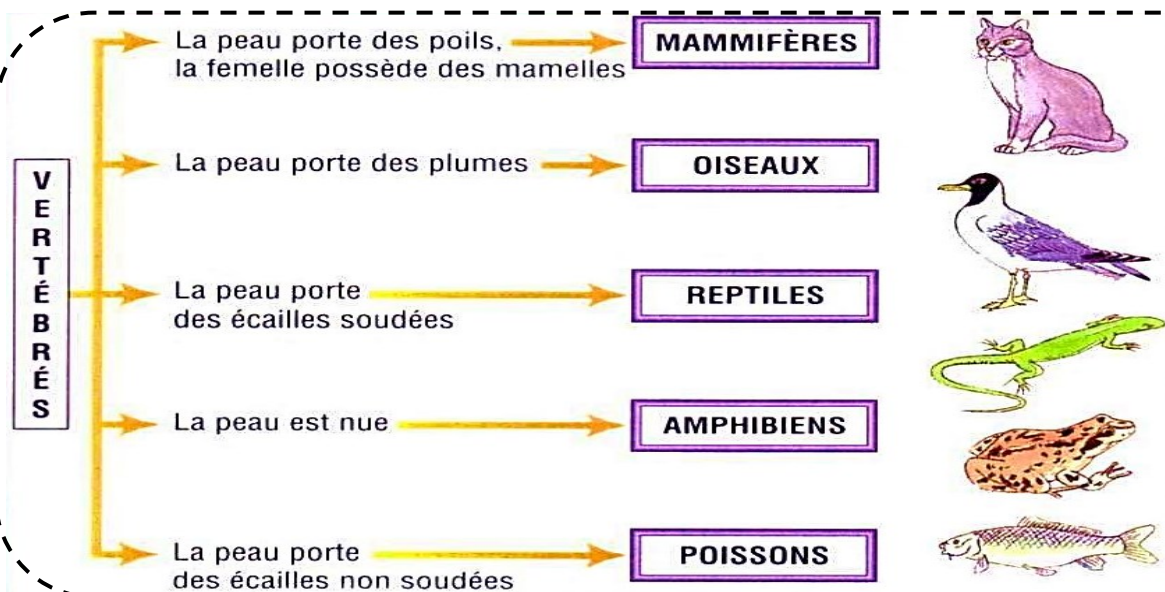 VERTÉBRÉS
La peau porte des poils,
la femelle possède des mamelles
MAMMIFÈRES
La peau porte des plumes
OISEAUX
La peau porte
des écailles soudées
REPTILES
La peau est nue
AMPHIBIENS
La peau porte
des écailles non soudées
POISSONS